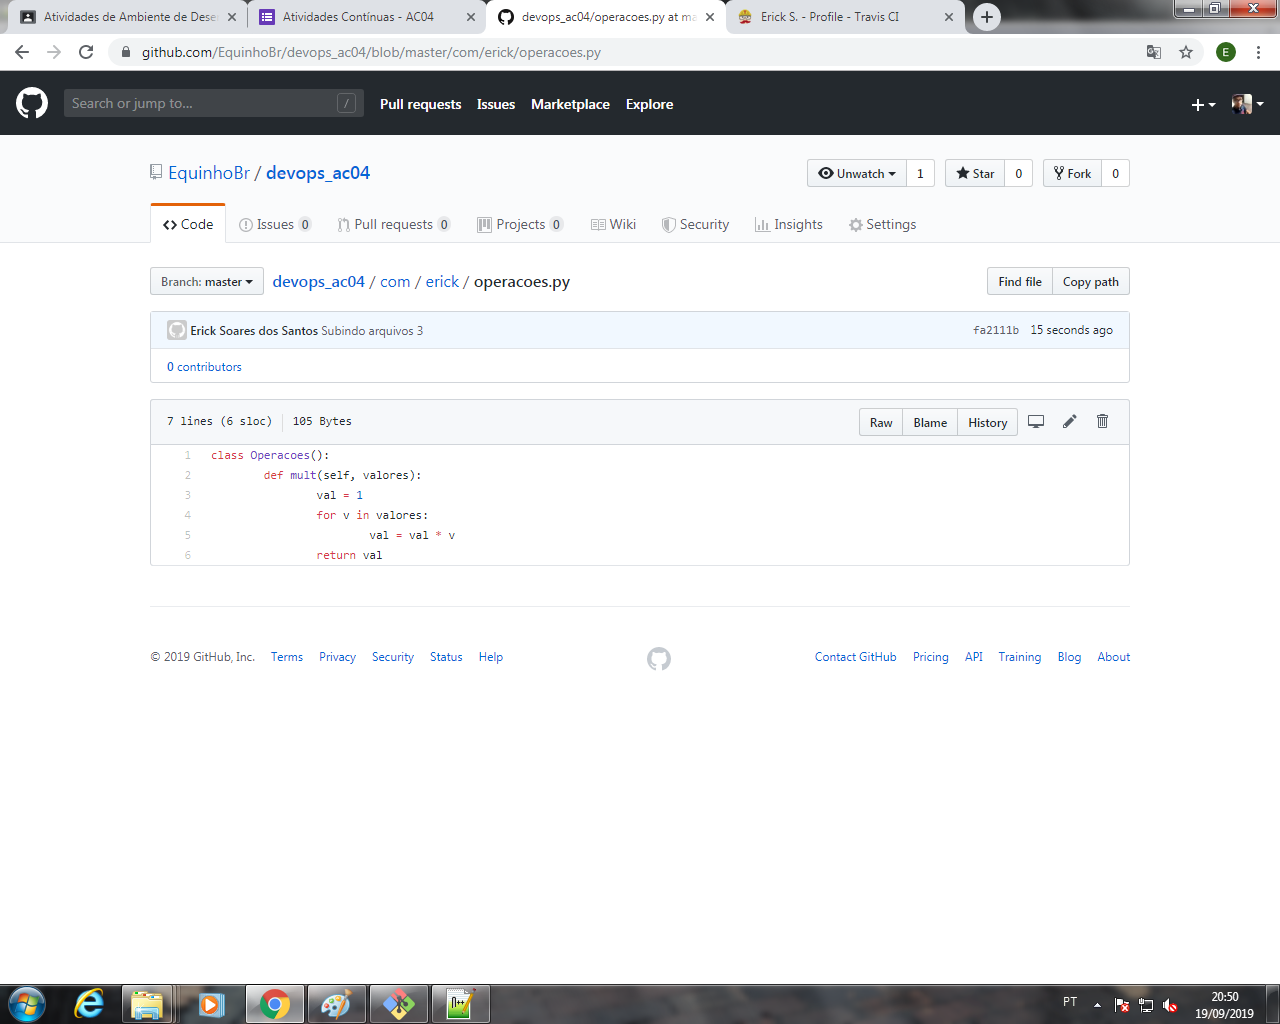 Atividades de Ambiente de Dese
Atividades Contínuas - AC04
devops_ac04/operacoes.py at ma
Erick S. - Profile - Travis CI
github.com/EquinhoBr/devops_ac04/blob/master/com/erick/operacoes.py
E
Search or jump to...
/
Pull requests
Issues
Marketplace
Explore
EquinhoBr / devops_ac04
Unwatch 1
Star 0
Fork 0
Code
Issues 0
Pull requests 0
Projects 0
Wiki
Security
Insights
Settings
Branch: master
devops_ac04 / com / erick / operacoes.py
Find file
Copy path
Erick Soares dos Santos Subindo arquivos 3
fa2111b 15 seconds ago
0 contributors
7 lines (6 sloc) 105 Bytes
Raw
Blame
History
1 class Operacoes():
2 def mult(self, valores):
3 val = 1
4 for v in valores:
5 val = val * v
6 return val
© 2019 GitHub, Inc.
Terms
Privacy
Security
Status
Help
Contact GitHub
Pricing
API
Training
Blog
About
PT
20:50
19/09/2019